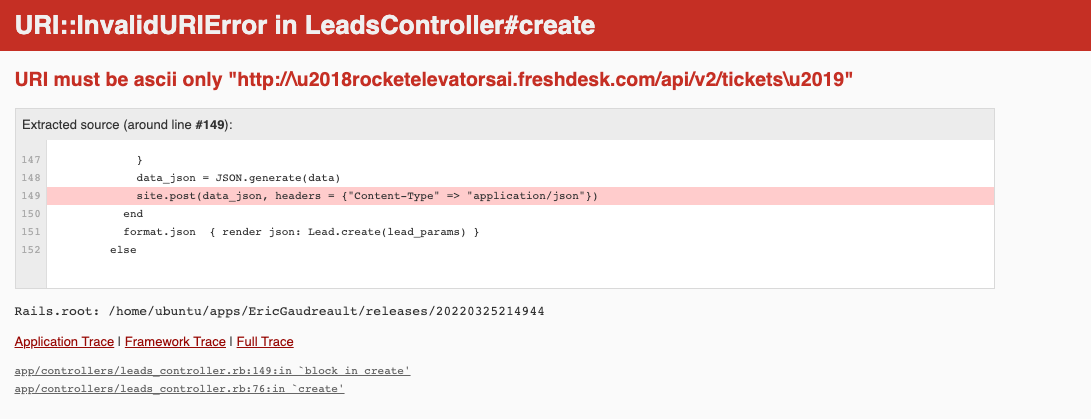 URI::InvalidURIError in LeadsController#create
URI must be ascii only "http://\u2018rocketelevatorsai.freshdesk.com/api/v2/tickets\u2019"
Extracted source (around line #149):
147 }
148 data_json = JSON.generate(data)
149 site.post(data_json, headers = {"Content-Type" => "application/json"})
150 end
151 format.json  { render json: Lead.create(lead_params) }
152 else
Rails.root: /home/ubuntu/apps/EricGaudreault/releases/20220325214944
Application Trace | Framework Trace | Full Trace
app/controllers/leads_controller.rb:149:in `block in create'
app/controllers/leads_controller.rb:76:in `create'